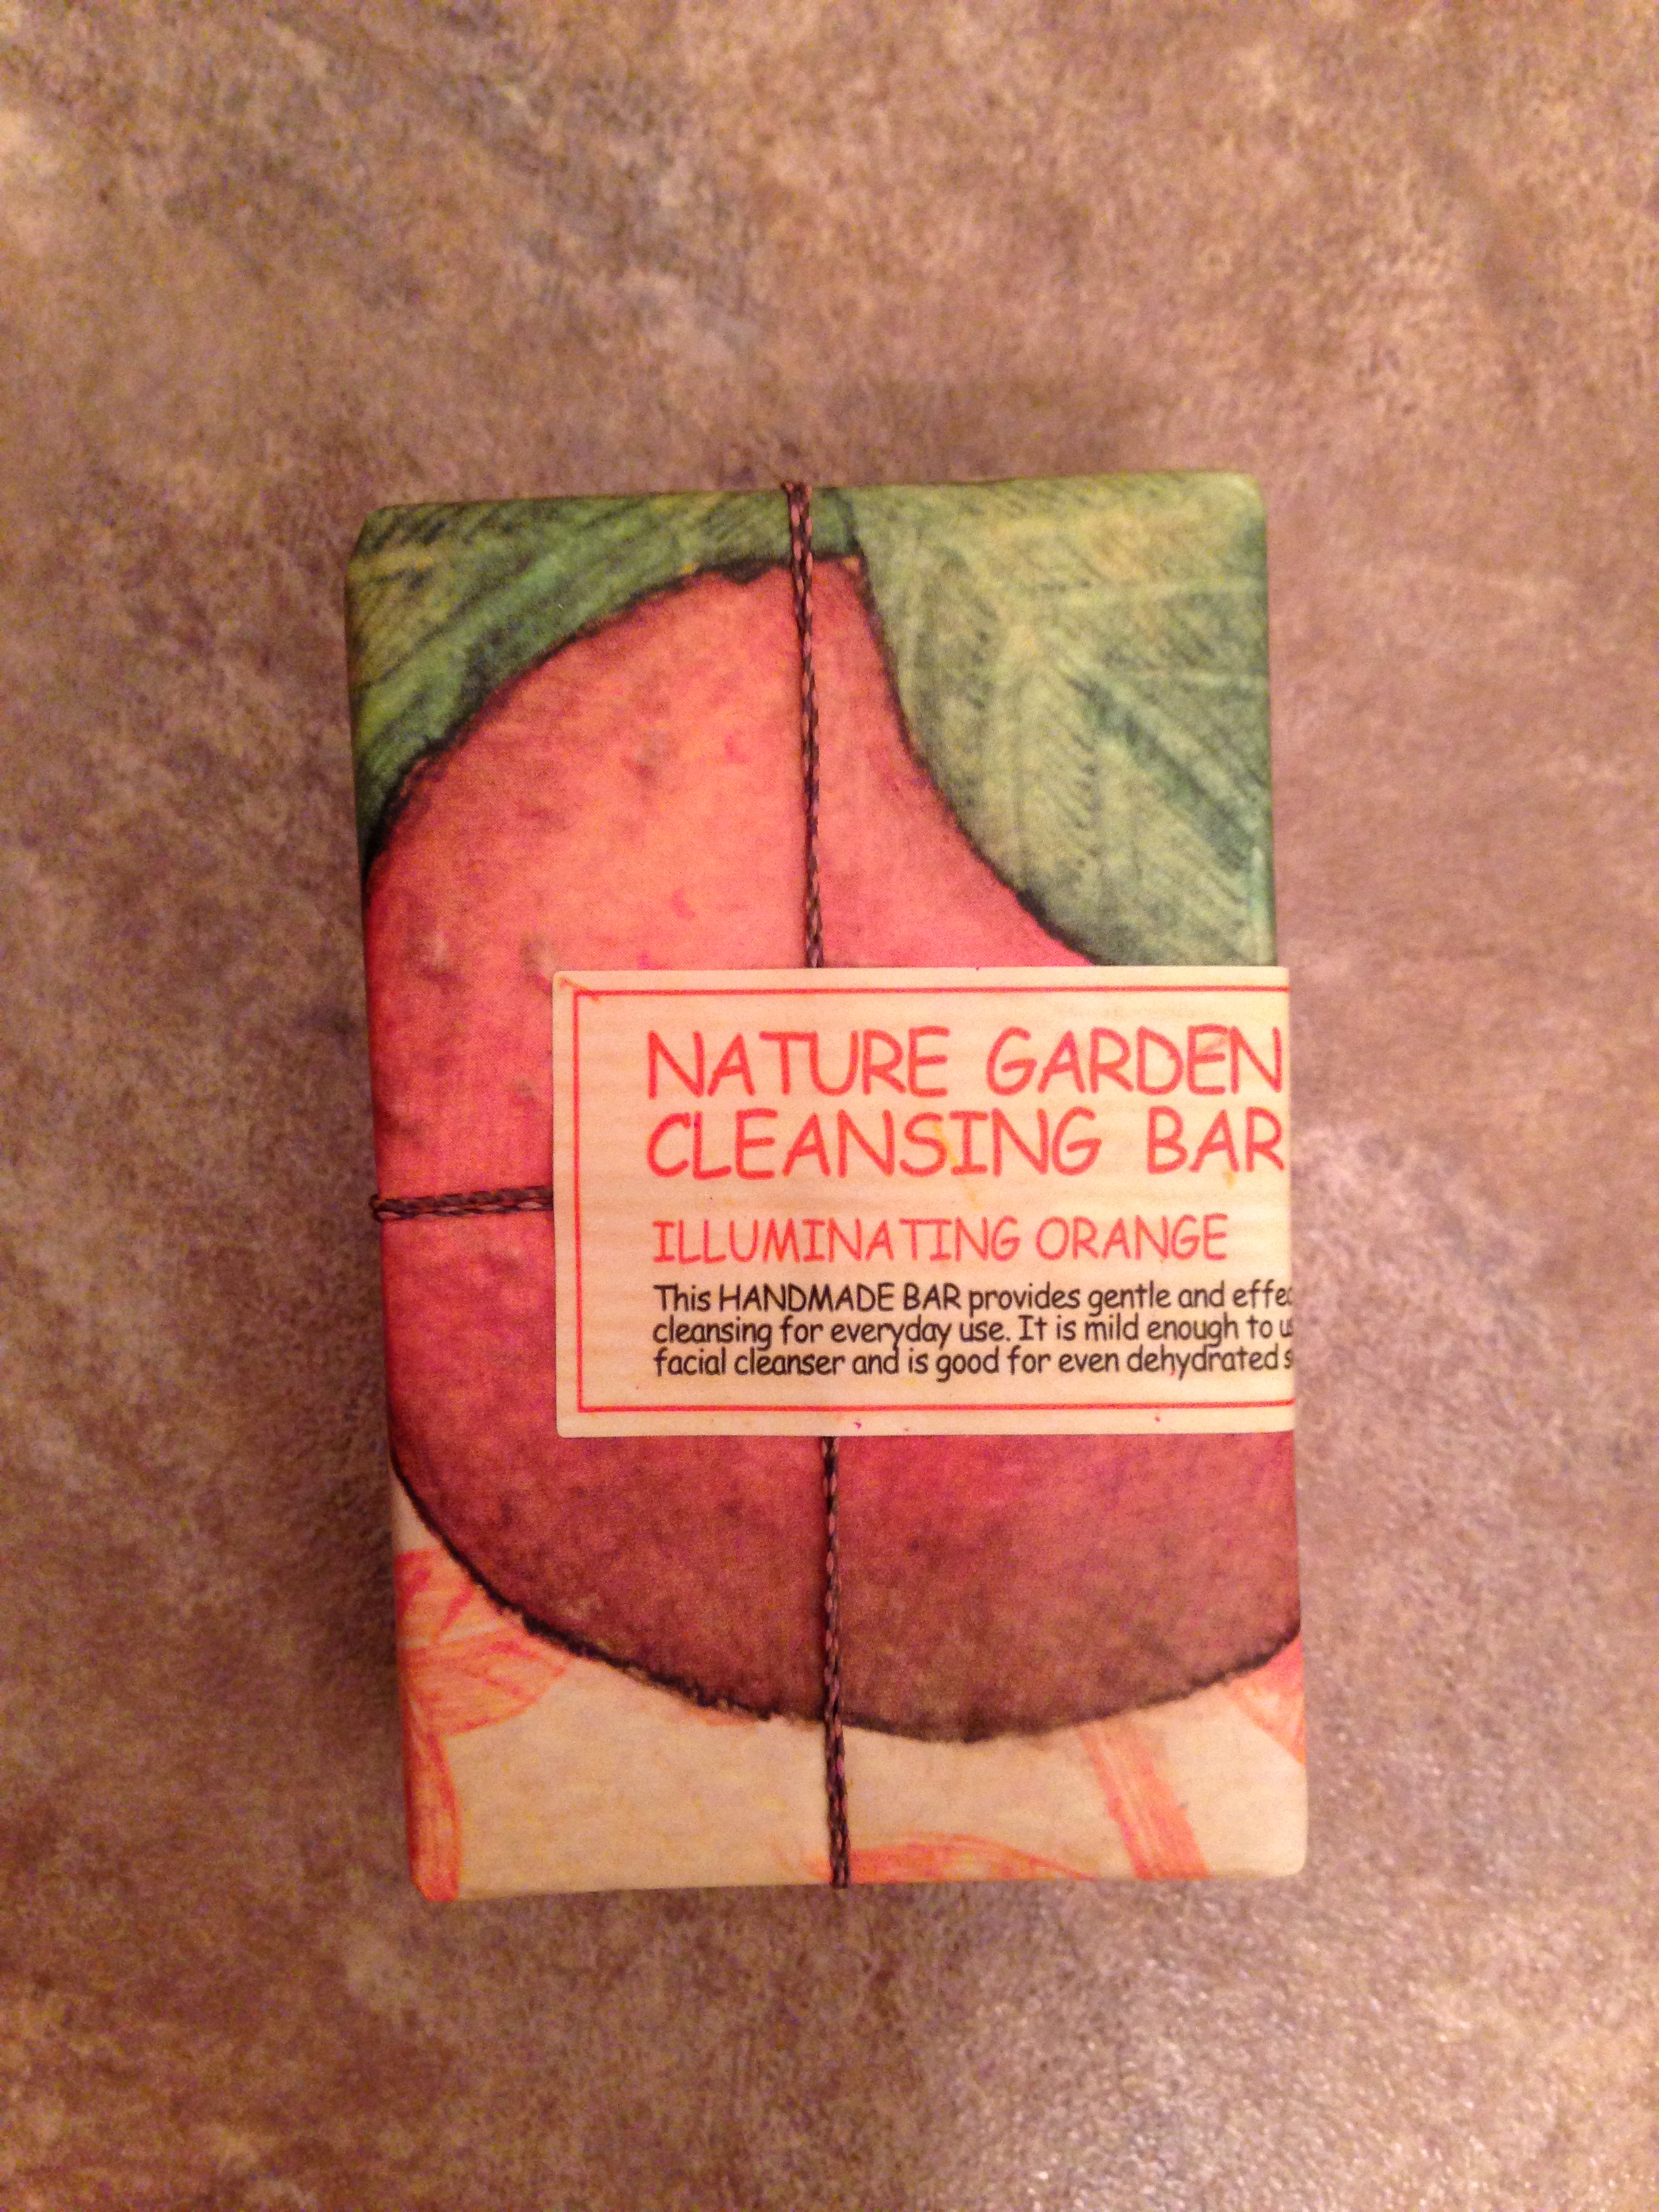 NATURE GARDEN
CLEANSING BAR
ILLUMINATING ORANGE
This HANDMADE BAR provides gentle and
cleansing for everyday use. It is mild enough to
facial cleanser and is good for even dehydrated